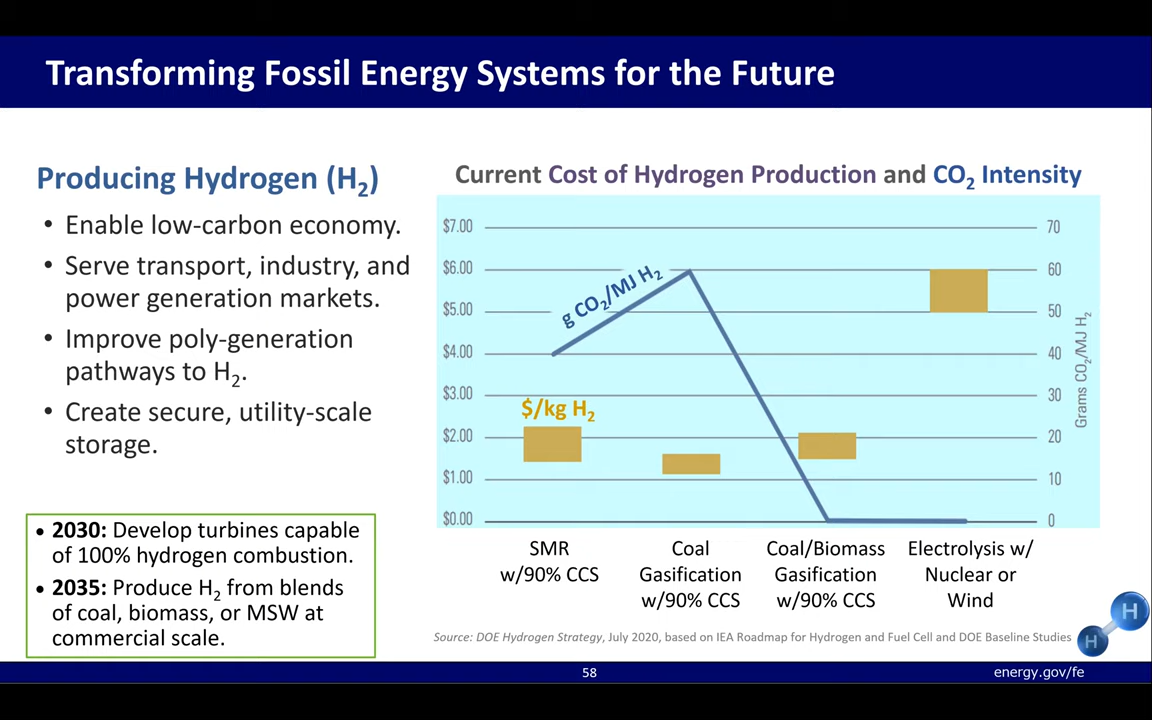 Transforming Fossil Energy Systems for the Future
Producing Hydrogen (H₂)
• Enable low-carbon economy.
• Serve transport, industry, and
power generation markets.
• Improve poly-generation
pathways to H₂.
• Create secure, utility-scale
storage.
• 2030: Develop turbines capable
of 100% hydrogen combustion.
• 2035: Produce H₂ from blends
of coal, biomass, or MSW at
commercial scale.
Current Cost of Hydrogen Production and CO₂ Intensity
$7.00
$6.00
$5.00
$4.00
$3.00
$2.00
$1.00
$0.00
g CO₂/MJ H₂
$/kg H₂
70
60
50
40
30
20
10
0
Grams CO₂/MJ H₂
SMR
w/90% CCS
Coal
Gasification
w/90% CCS
Coal/Biomass
Gasification
w/90% CCS
Electrolysis w/
Nuclear or
Wind
Source: DOE Hydrogen Strategy, July 2020, based on IEA Roadmap for Hydrogen and Fuel Cell and DOE Baseline Studies
H
H
58
energy.gov/fe